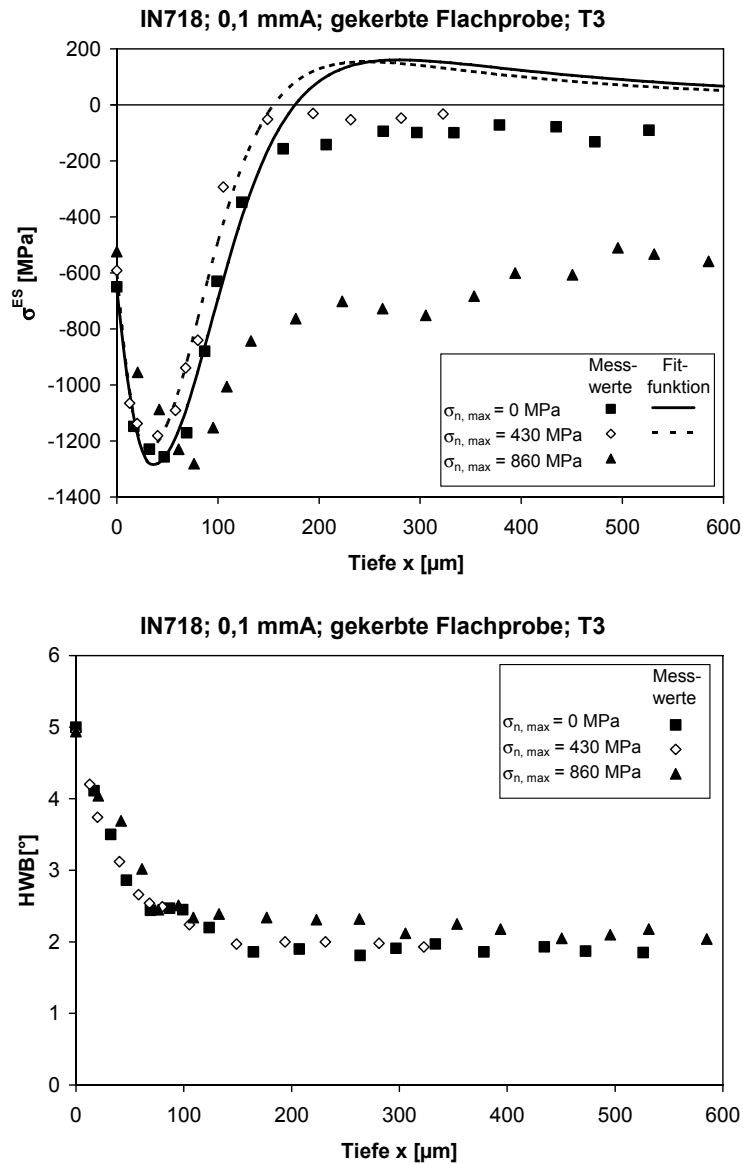 IN718; 0,1 mmA; gekerbte Flachprobe; T3
200
0
-200
-400
-600
-800
-1000
-1200
-1400
σES [MPa]
Mess-
werte
Fit-
funktion
σn, max = 0 MPa
σn, max = 430 MPa
σn, max = 860 MPa
0 100 200 300 400 500 600
Tiefe x [µm]
IN718; 0,1 mmA; gekerbte Flachprobe; T3
6
5
4
3
2
1
0
HWB[°]
Mess-
werte
σn, max = 0 MPa
σn, max = 430 MPa
σn, max = 860 MPa
0 100 200 300 400 500 600
Tiefe x [µm]